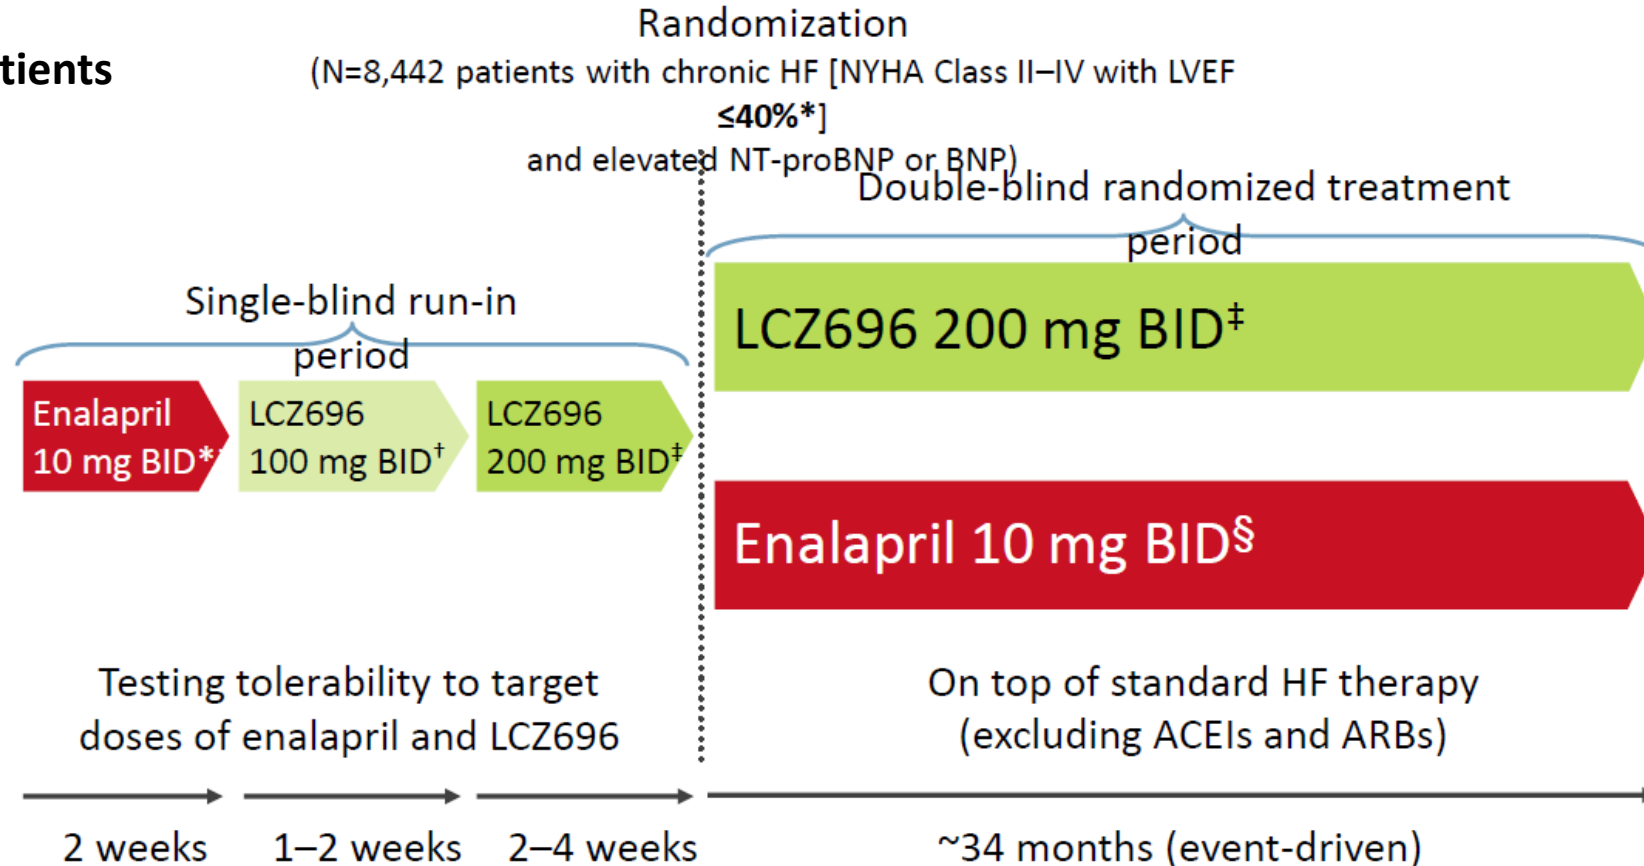 tients
Randomization
(N=8,442 patients with chronic HF [NYHA Class II–IV with LVEF
≤40%*]
and elevated NT-proBNP or BNP)
Double-blind randomized treatment
period
Single-blind run-in
period
Enalapril
10 mg BID*
LCZ696
100 mg BID†
LCZ696
200 mg BID‡
LCZ696 200 mg BID‡
Enalapril 10 mg BID§
Testing tolerability to target
doses of enalapril and LCZ696
On top of standard HF therapy
(excluding ACEIs and ARBs)
2 weeks
1–2 weeks
2–4 weeks
~34 months (event-driven)